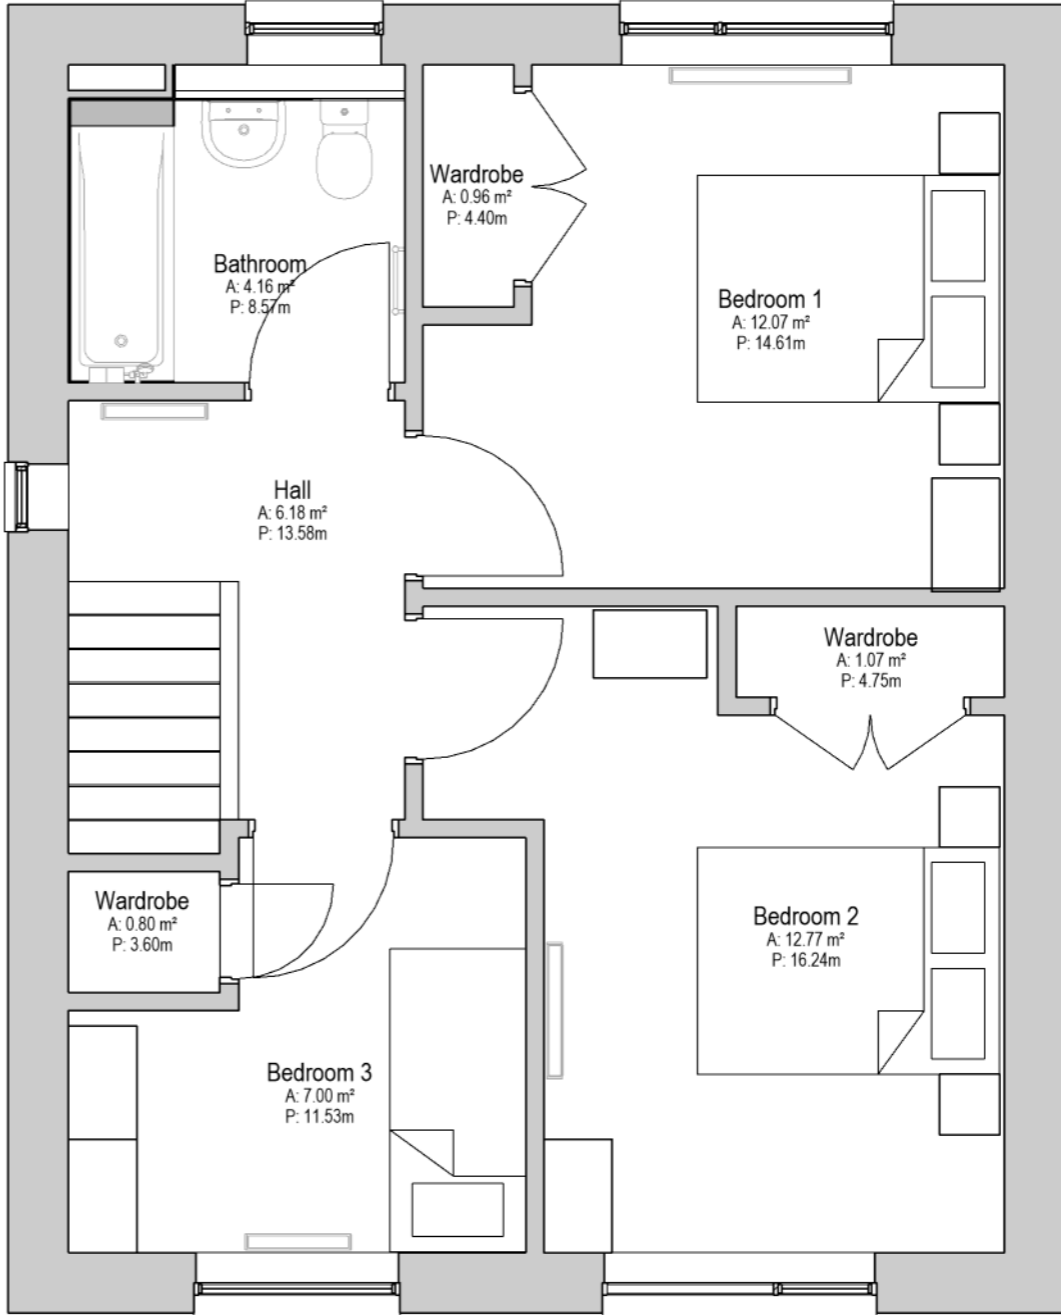 Wardrobe
A: 0.96 m²
P: 4.40m
Bathroom
A: 4.16 m²
P: 8.57m
Bedroom 1
A: 12.07 m²
P: 14.61m
Hall
A: 6.18 m²
P: 13.58m
Wardrobe
A: 1.07 m²
P: 4.75m
Wardrobe
A: 0.80 m²
P: 3.60m
Bedroom 2
A: 12.77 m²
P: 16.24m
Bedroom 3
A: 7.00 m²
P: 11.53m